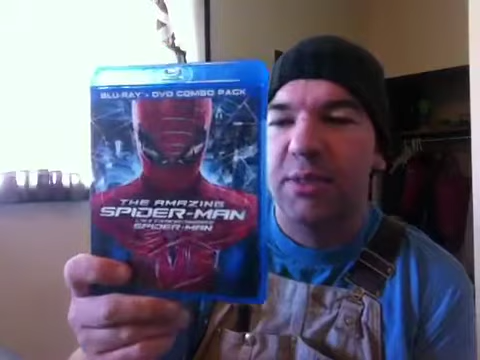 BLU-RAY + DVD COMBO PACK
THE AMAZING
SPIDER-MAN
SPIDER-MAN